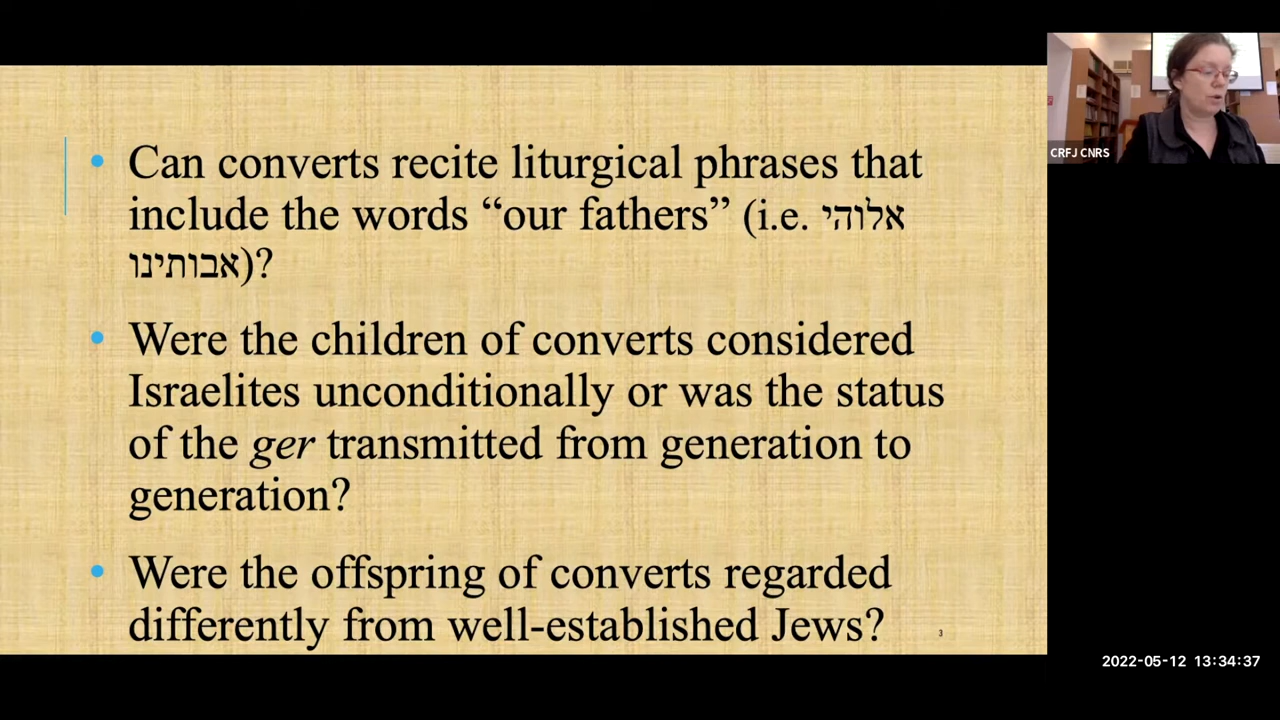 • Can converts recite liturgical phrases that
include the words “our fathers” (i.e. אלוהי
אבותינו)?
• Were the children of converts considered
Israelites unconditionally or was the status
of the ger transmitted from generation to
generation?
• Were the offspring of converts regarded
differently from well-established Jews?
3
CRFJ CNRS
2022-05-12 13:34:37